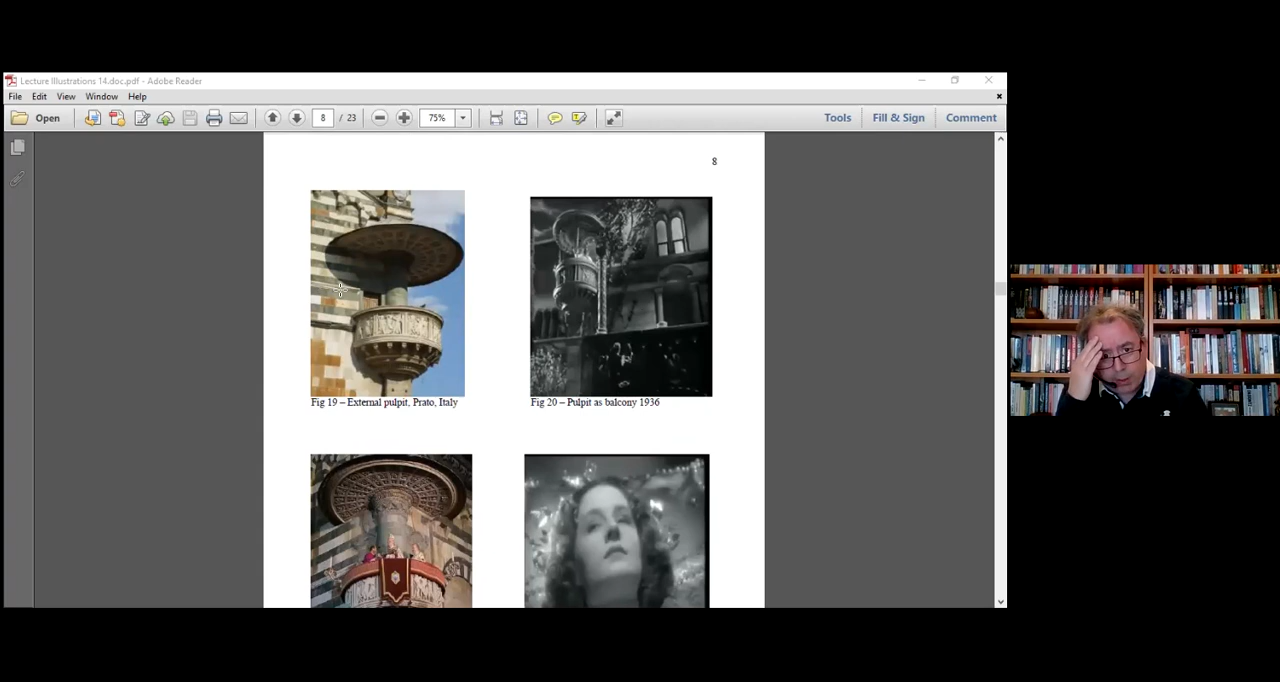 Lecture Illustrations 14.doc.pdf - Adobe Reader
File Edit View Window Help
Open 8 / 23 75% Tools Fill & Sign Comment
8
Fig 19 – External pulpit, Prato, Italy
Fig 20 – Pulpit as balcony 1936